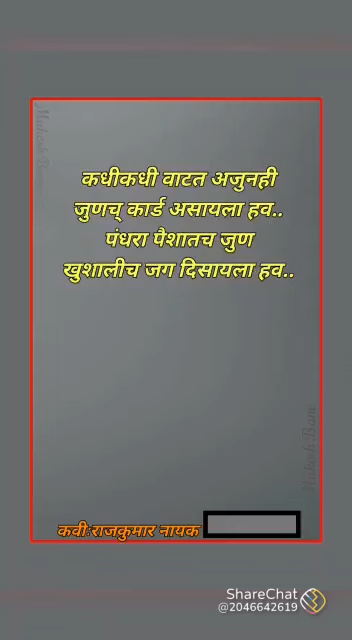 कधीकधी वाटत अजुनही
जुणच् कार्ड असायला हव..
पंधरा पैशातच जुण
खुशालीच जग दिसायला हव..
कवीःराजकुमार नायक
ShareChat
@2046642619